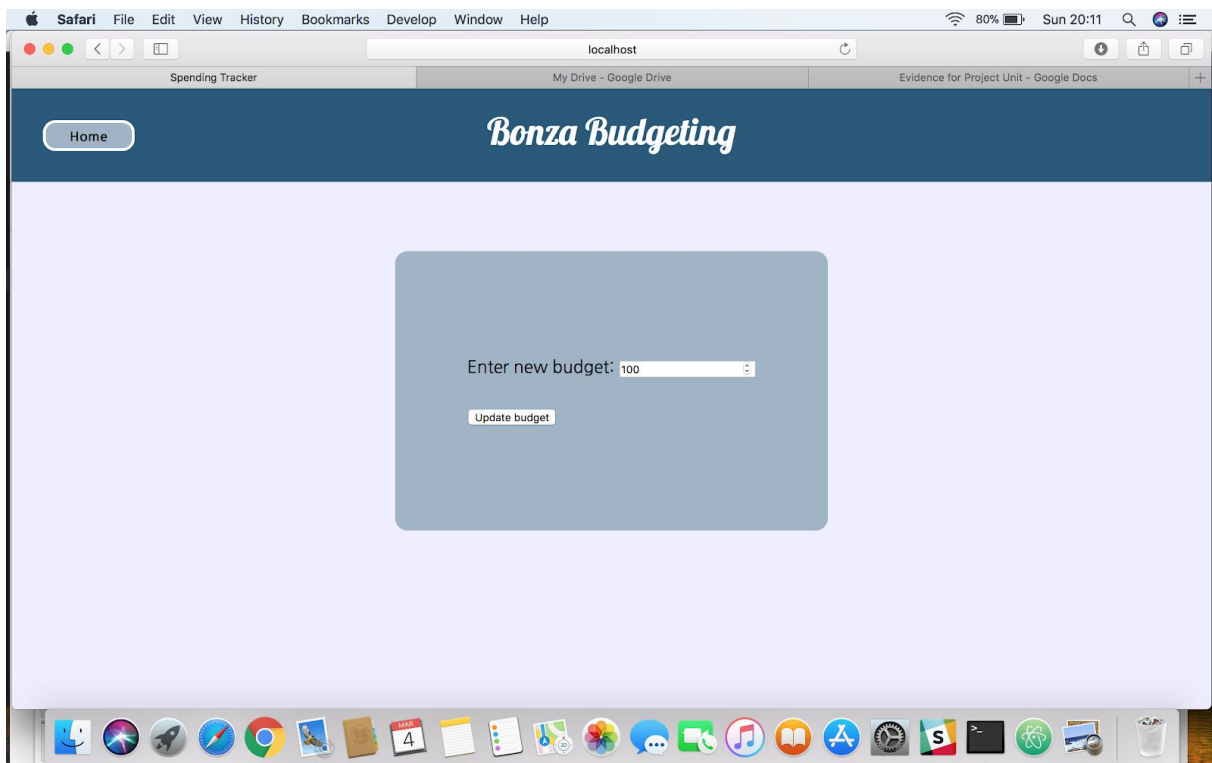 Safari File Edit View History Bookmarks Develop Window Help 80% Sun 20:11
localhost
Spending Tracker My Drive - Google Drive Evidence for Project Unit - Google Docs +
Home
Bonza Budgeting
Enter new budget: 100
Update budget
MAR
4
S
>_